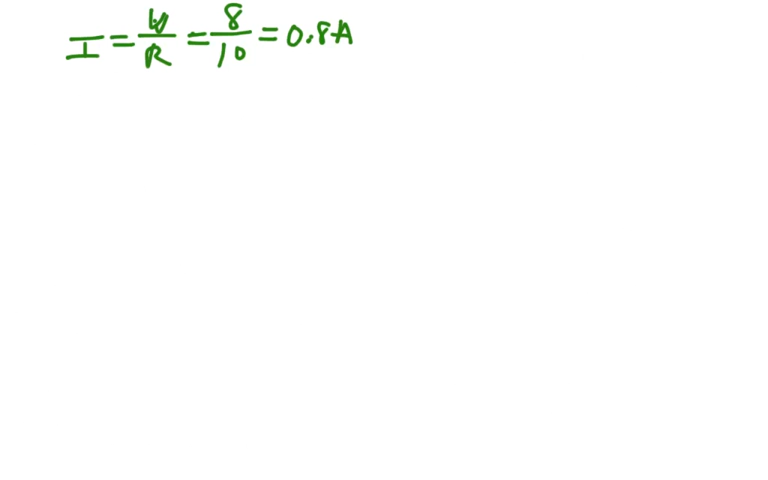 I = W/R = 8/10 = 0.8A